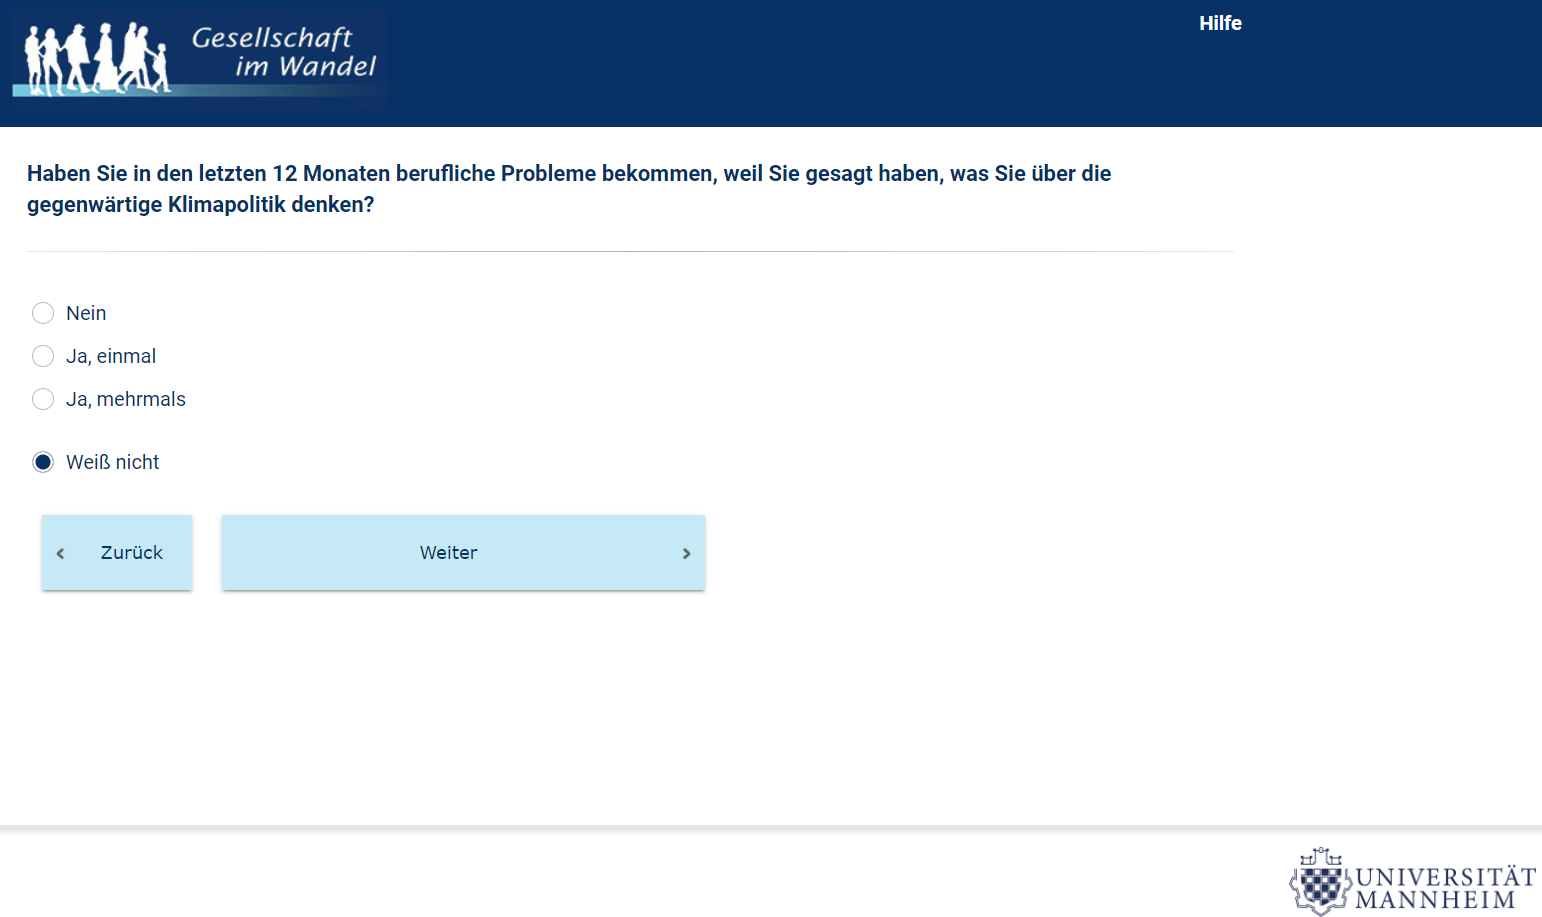 Gesellschaft
im Wandel
Hilfe
Haben Sie in den letzten 12 Monaten berufliche Probleme bekommen, weil Sie gesagt haben, was Sie über die
gegenwärtige Klimapolitik denken?
Nein
Ja, einmal
Ja, mehrmals
Weiß nicht
Zurück
Weiter
UNIVERSITÄT
MANNHEIM